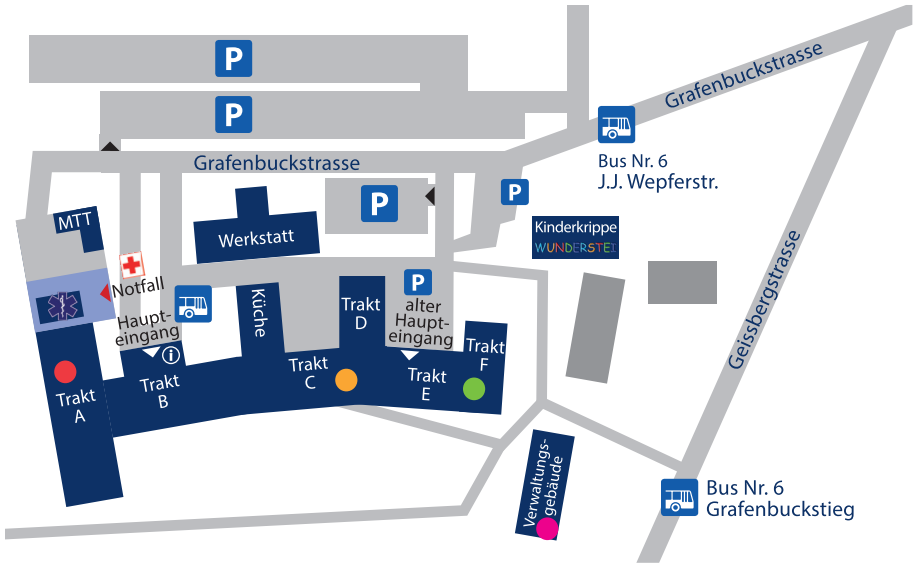 P
P
Grafenbuckstrasse
Grafenbuckstrasse
Bus Nr. 6
J.J. Wepferstr.
P
P
MTT
Werkstatt
Kinderkrippe
WUNDERSTEI
Notfall
Haupt-
eingang
i
Küche
Trakt
D
P
alter
Haupt-
eingang
Trakt
A
Trakt
B
Trakt
C
Trakt
E
Trakt
F
Geissbergstrasse
Verwaltungs-
gebäude
Bus Nr. 6
Grafenbuckstieg